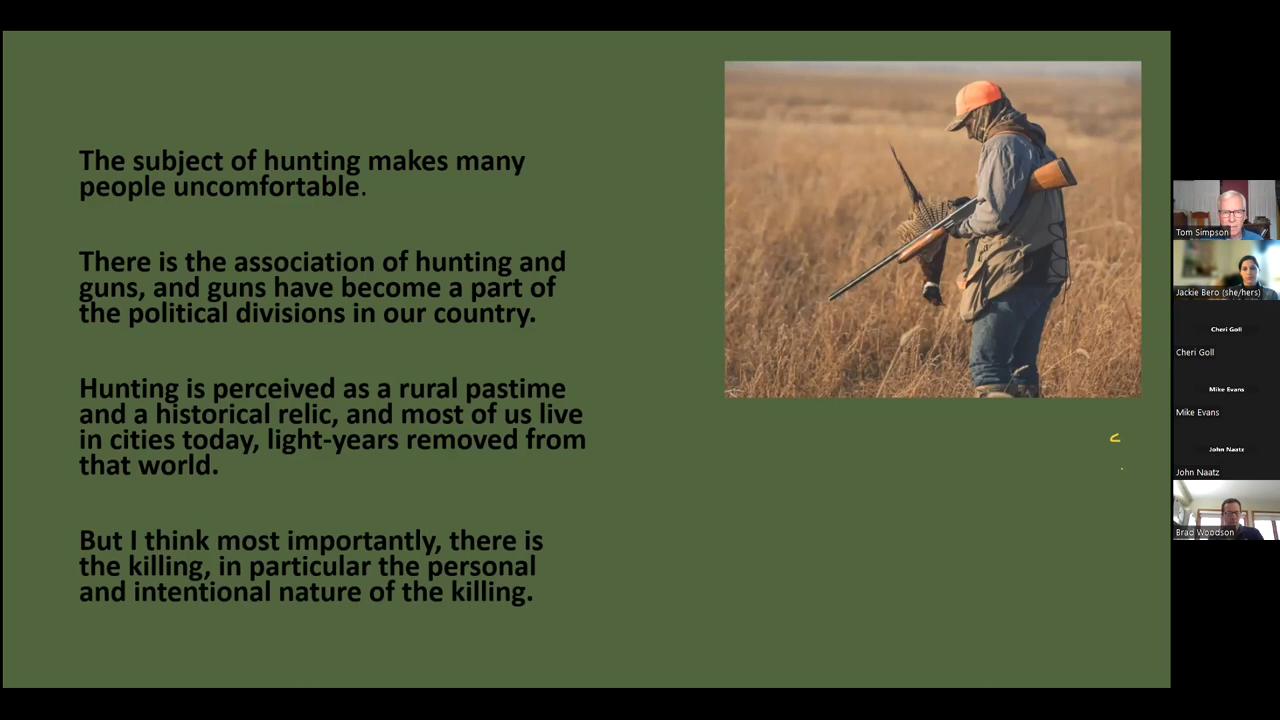 The subject of hunting makes many
people uncomfortable.
There is the association of hunting and
guns, and guns have become a part of
the political divisions in our country.
Hunting is perceived as a rural pastime
and a historical relic, and most of us live
in cities today, light-years removed from
that world.
But I think most importantly, there is
the killing, in particular the personal
and intentional nature of the killing.
Tom Simpson
Jackie Bero (she/hers)
Cheri Goll
Cheri Goll
Mike Evans
Mike Evans
John Naatz
John Naatz
Brad Woodson